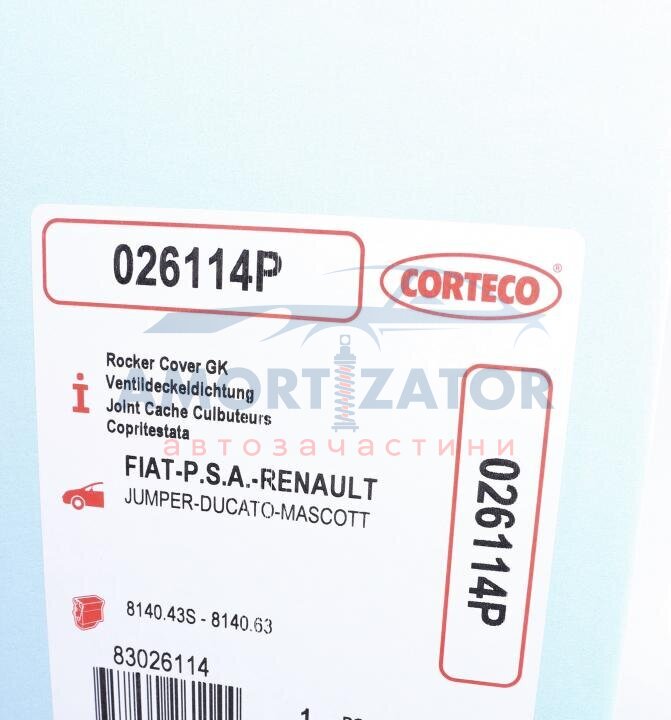 026114P
CORTECO®
Rocker Cover GK
Ventildeckeldichtung
Joint Cache Culbuteurs
Copritestata
AMORTIZATOR
автозачастини
FIAT-P.S.A.-RENAULT
JUMPER-DUCATO-MASCOTT
026114P
8140.43S - 8140.63
83026114
1